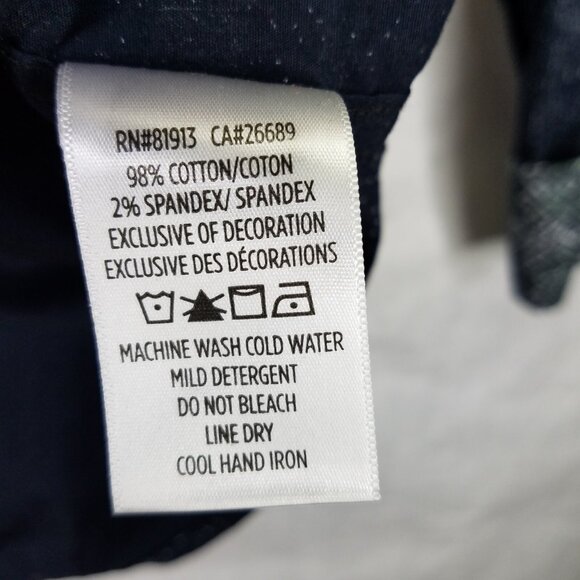 RN#81913 CA#26689
98% COTTON/COTON
2% SPANDEX/ SPANDEX
EXCLUSIVE OF DECORATION
EXCLUSIVE DES DÉCORATIONS
MACHINE WASH COLD WATER
MILD DETERGENT
DO NOT BLEACH
LINE DRY
COOL HAND IRON